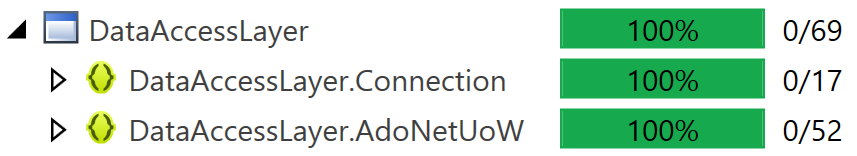 DataAccessLayer 100% 0/69
DataAccessLayer.Connection 100% 0/17
DataAccessLayer.AdoNetUoW 100% 0/52